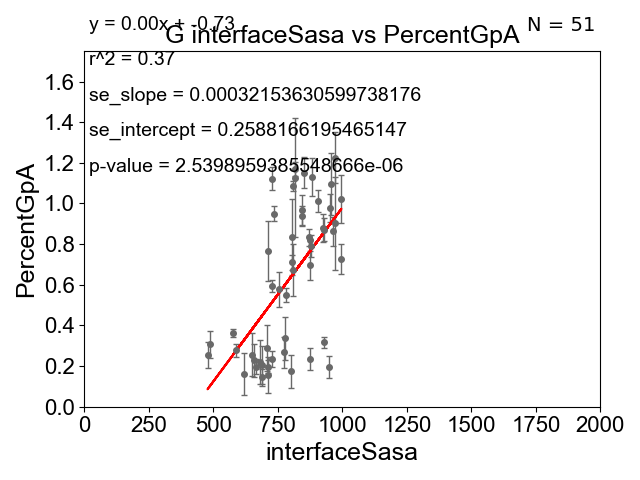 y = 0.00x + -0.73
N = 51
G interfaceSasa vs PercentGpA
r^2 = 0.37
se_slope = 0.00032153630599738176
se_intercept = 0.2588166195465147
p-value = 2.5398959385548666e-06
PercentGpA
1.6
1.4
1.2
1.0
0.8
0.6
0.4
0.2
0.0
0 250 500 750 1000 1250 1500 1750 2000
interfaceSasa